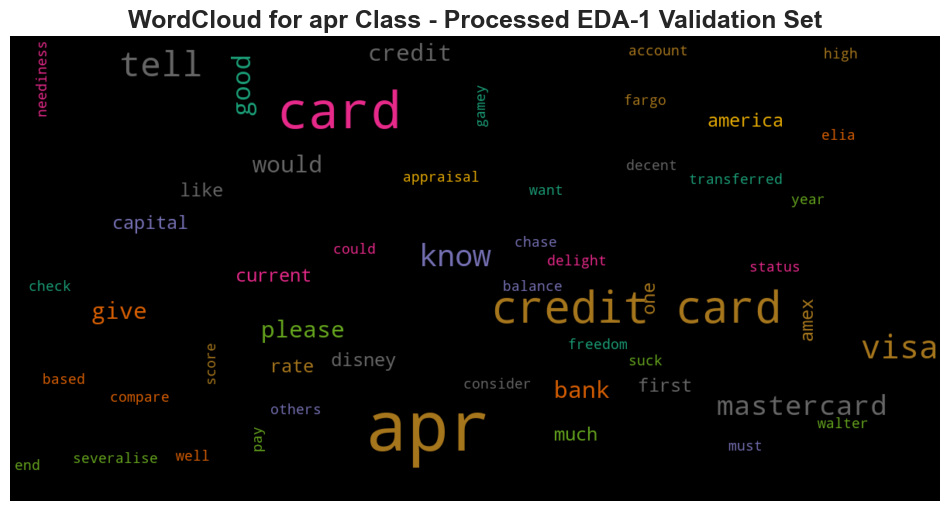 WordCloud for apr Class - Processed EDA-1 Validation Set
neediness
tell
good
credit
account
high
card
gamey
fargo
america
elia
would
like
appraisal
want
decent
transferred
year
capital
could
know
chase
delight
status
current
check
balance
give
please
credit card
one
amex
visa
score
rate
disney
freedom
suck
based
compare
consider
bank
first
mastercard
others
apr
pay
much
walter
must
end
severalise
well